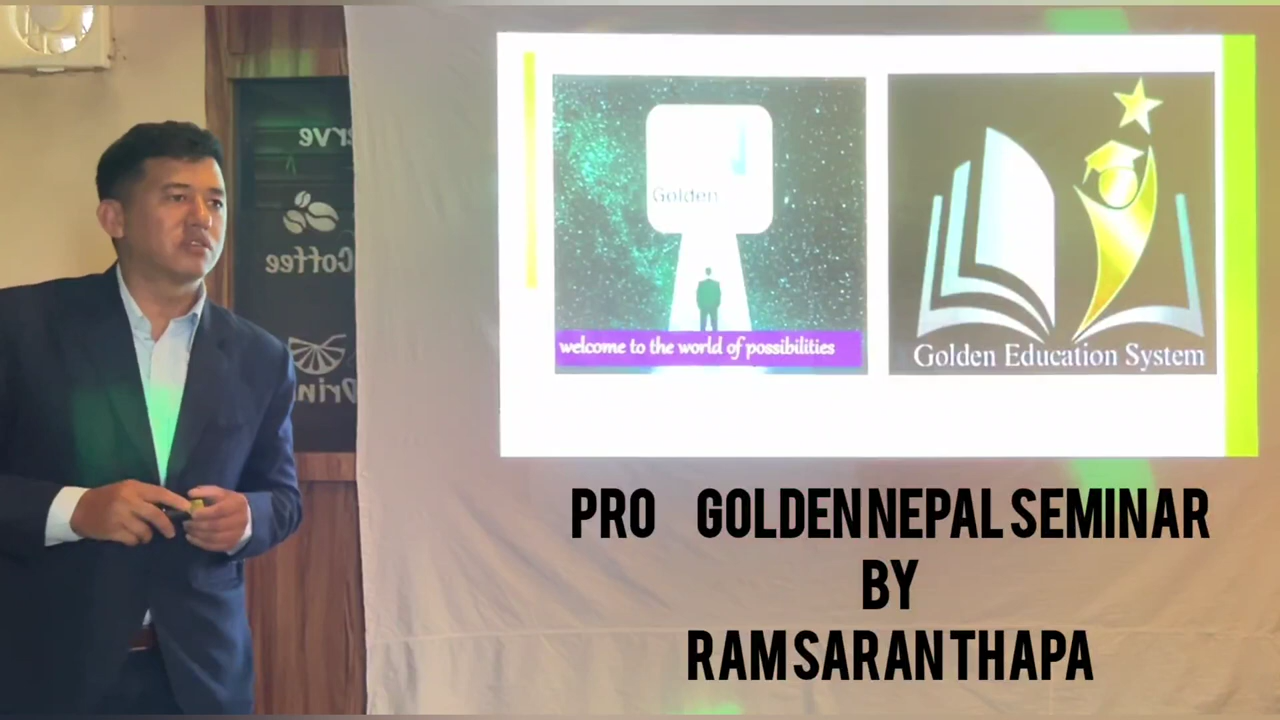 erve
Coffee
Drin
Golden
welcome to the world of possibilities
Golden Education System
PRO GOLDEN NEPAL SEMINAR
BY
RAM SARAN THAPA